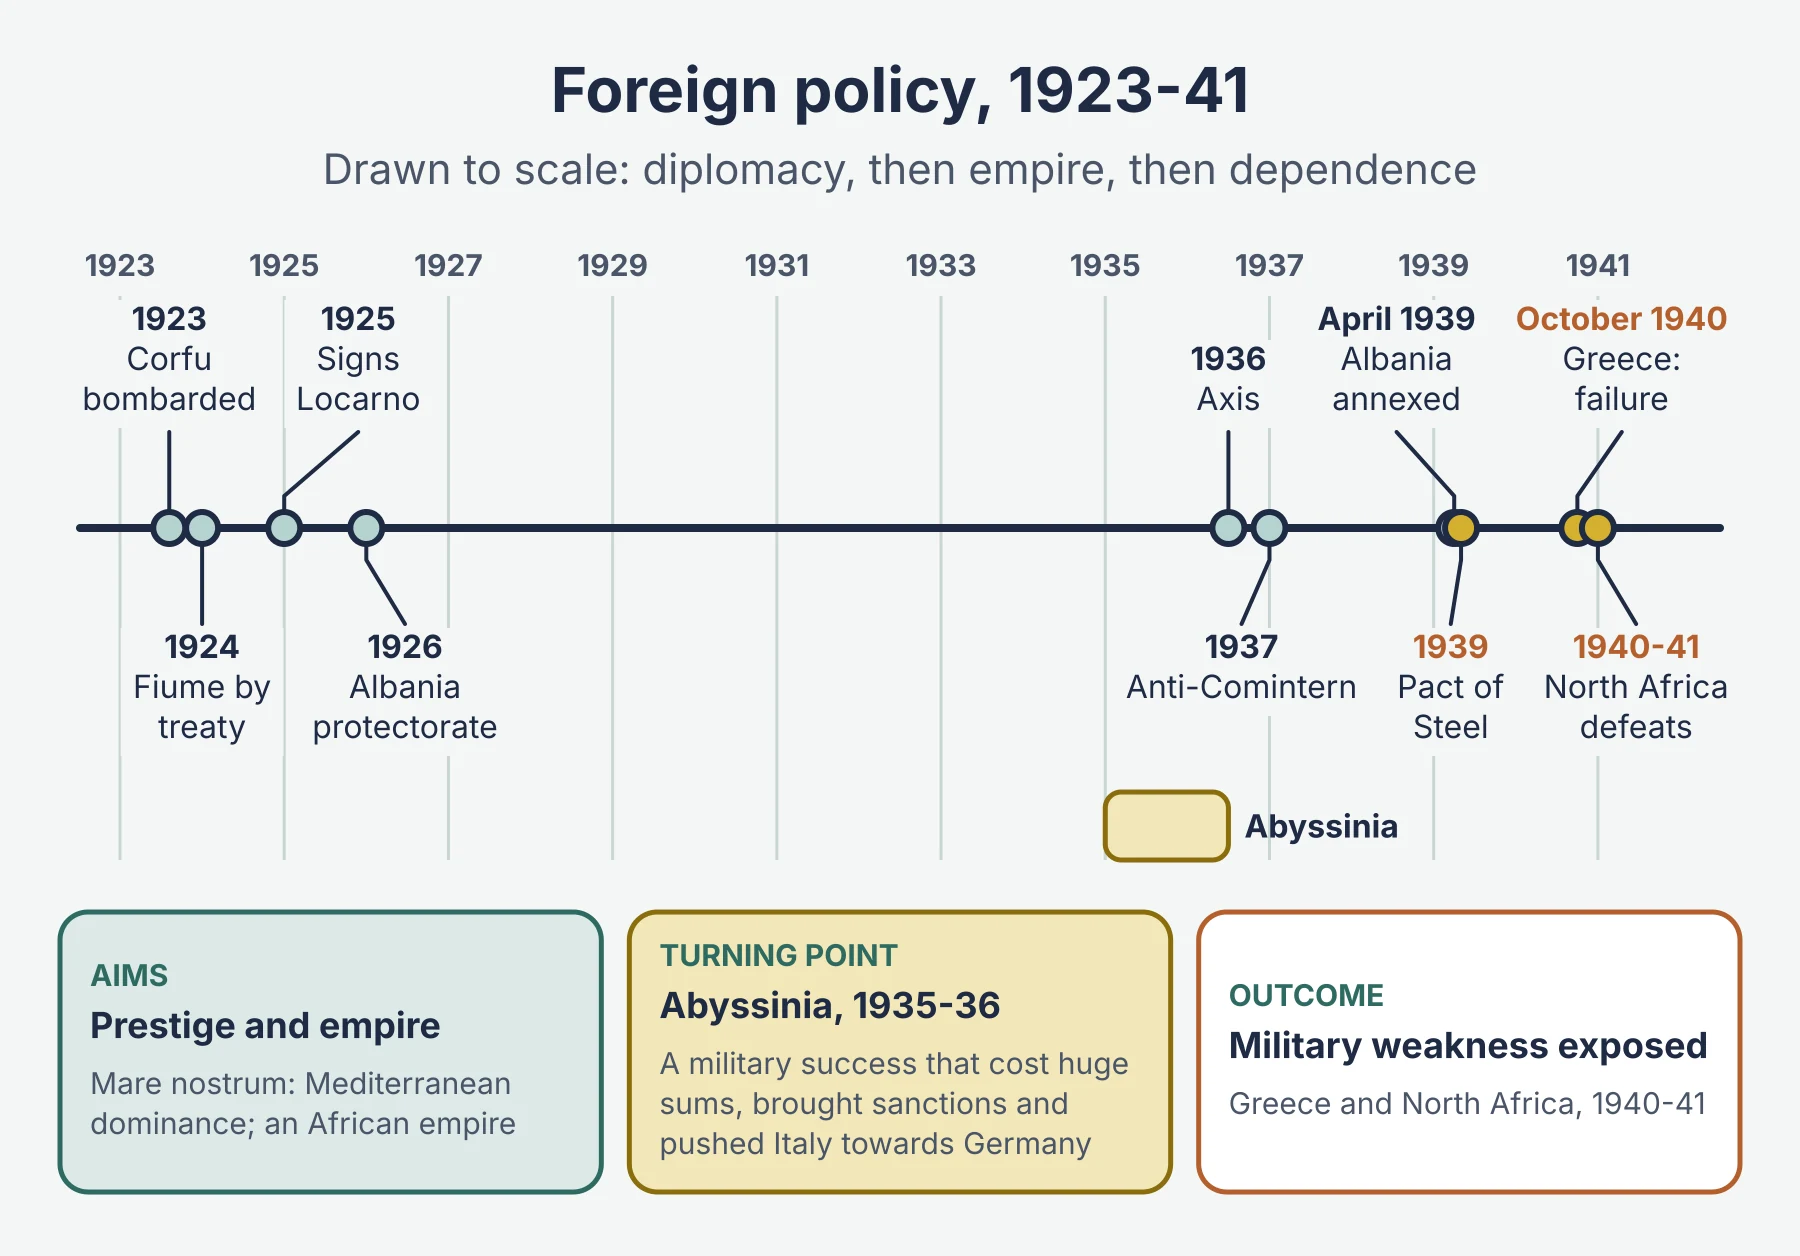 Foreign policy, 1923-41
Drawn to scale: diplomacy, then empire, then dependence
1923
1925
1927
1929
1931
1933
1935
1937
1939
1941
1923
Corfu
bombarded
1925
Signs
Locarno
1936
Axis
April 1939
Albania
annexed
October 1940
Greece:
failure
1924
Fiume by
treaty
1926
Albania
protectorate
1937
Anti-Comintern
1939
Pact of
Steel
1940-41
North Africa
defeats
Abyssinia
AIMS
Prestige and empire
Mare nostrum: Mediterranean
dominance; an African empire
TURNING POINT
Abyssinia, 1935-36
A military success that cost huge
sums, brought sanctions and
pushed Italy towards Germany
OUTCOME
Military weakness exposed
Greece and North Africa, 1940-41